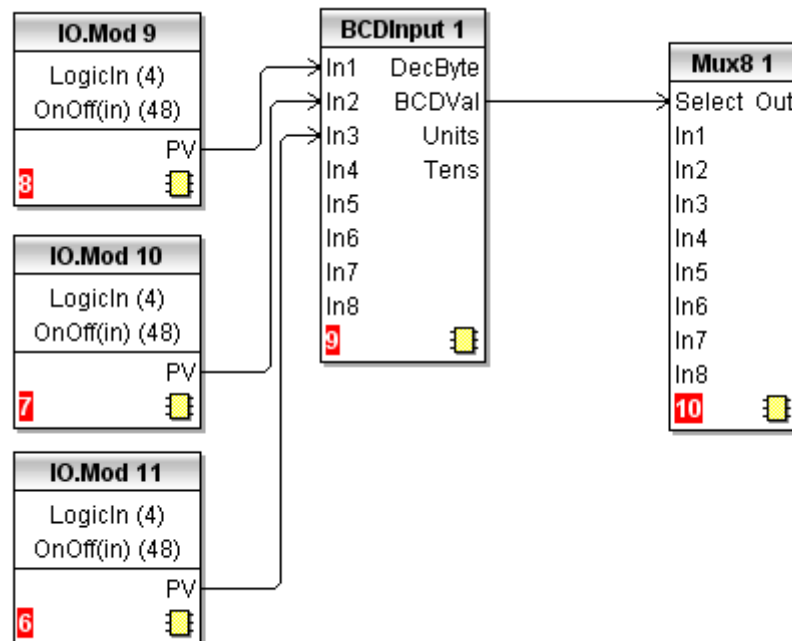 IO.Mod 9
LogicIn (4)
OnOff(in) (48)
PV
8
IO.Mod 10
LogicIn (4)
OnOff(in) (48)
PV
7
IO.Mod 11
LogicIn (4)
OnOff(in) (48)
PV
6
BCDInput 1
In1 DecByte
In2 BCDVal
In3 Units
In4 Tens
In5
In6
In7
In8
9
Mux8 1
Select Out
In1
In2
In3
In4
In5
In6
In7
In8
10